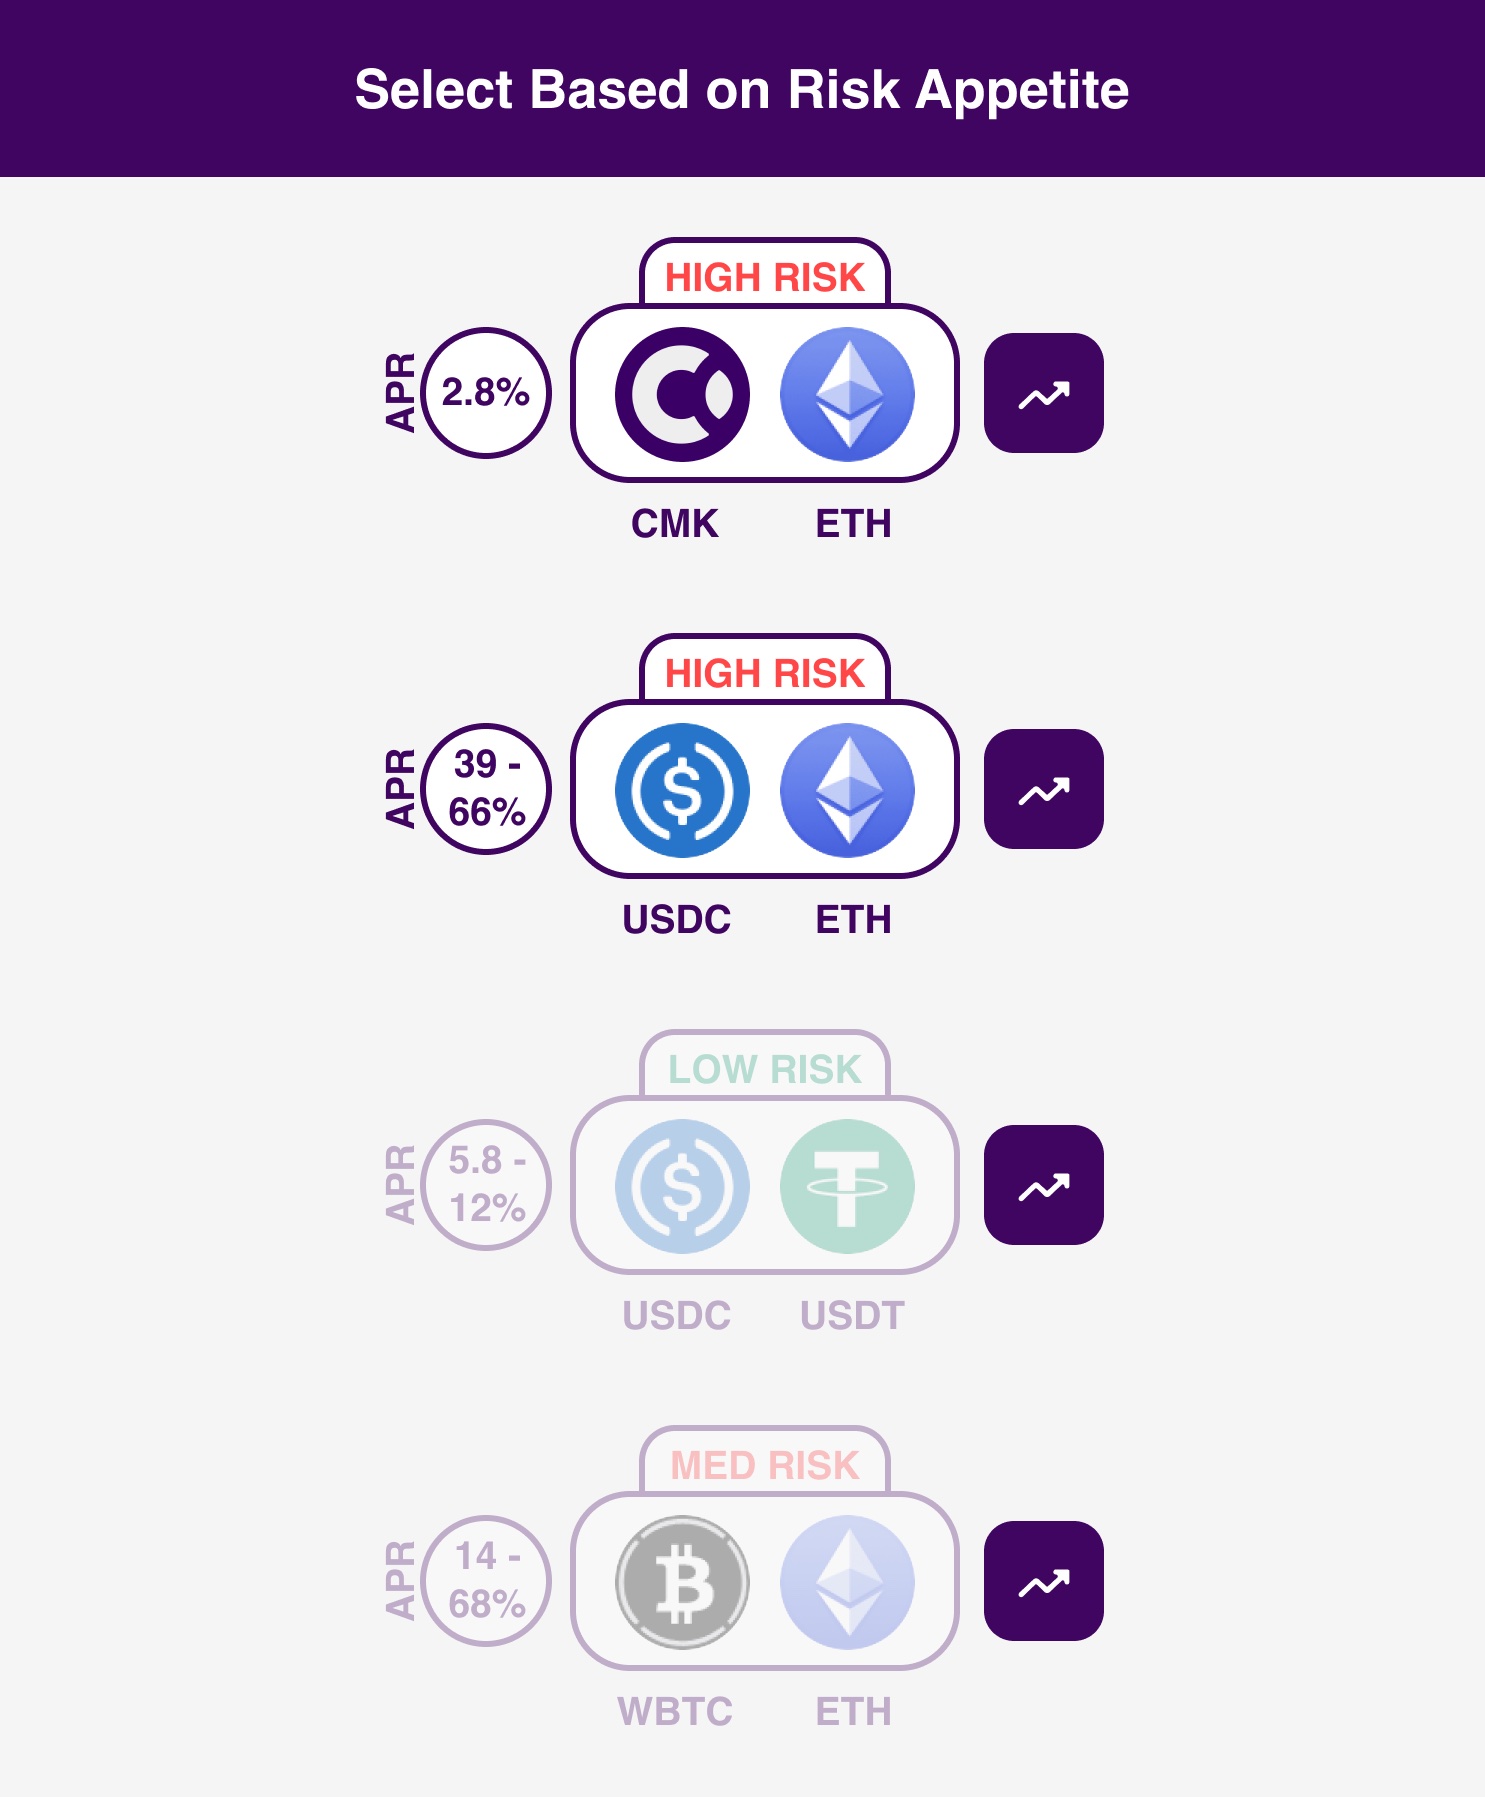 Select Based on Risk Appetite
HIGH RISK
APR
2.8%
CMK
ETH
HIGH RISK
APR
39 -
66%
USDC
ETH
LOW RISK
APR
5.8 -
12%
USDC
USDT
MED RISK
APR
14 -
68%
WBTC
ETH